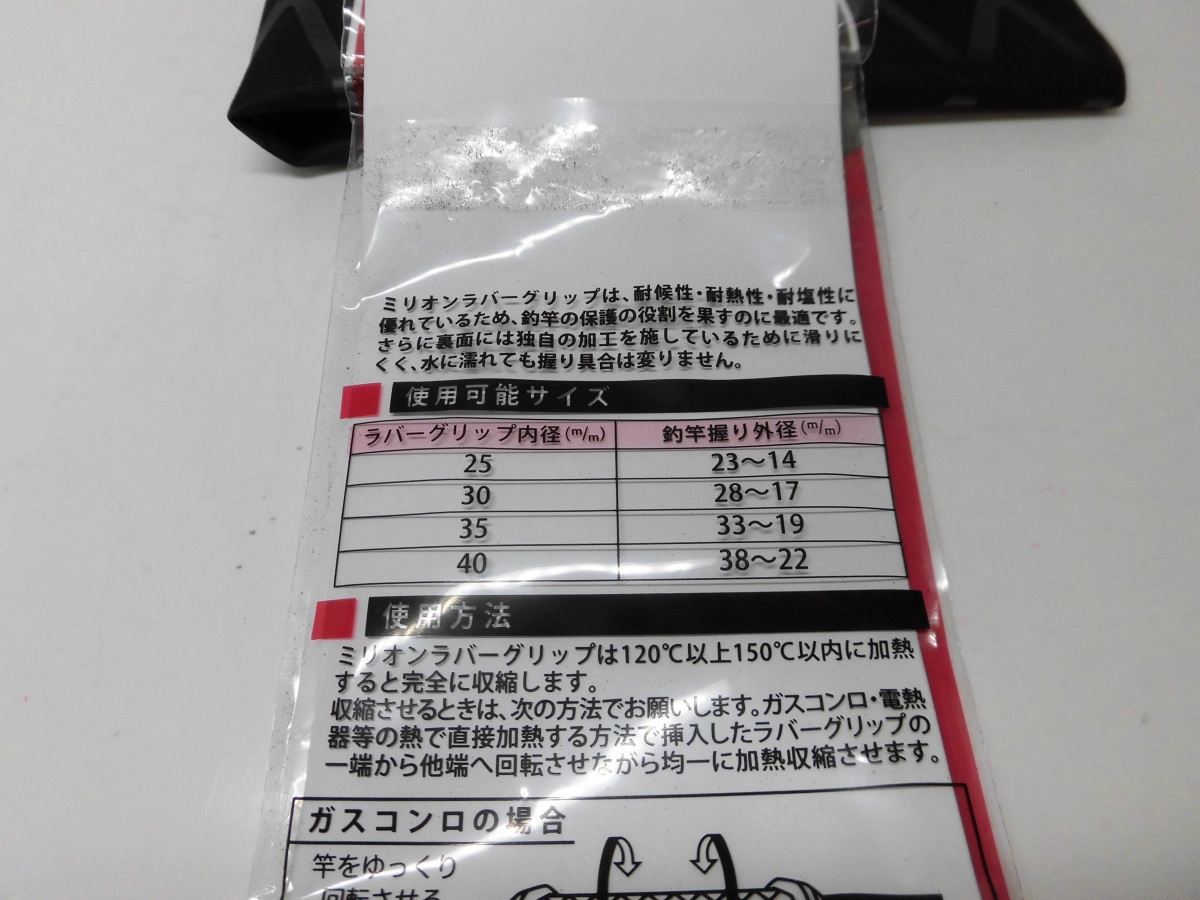 ミリオンラバーグリップは、耐候性・耐熱性・耐塩性に
優れているため、釣竿の保護の役割を果すのに最適です。
さらに裏面には独自の加工を施しているために滑りに
くく、水に濡れても握り具合は変りません。
使用可能サイズ
ラバーグリップ内径(m/m) 釣竿握り外径(m/m)
25 23〜14
30 28〜17
35 33〜19
40 38〜22
使用方法
ミリオンラバーグリップは120℃以上150℃以内に加熱
すると完全に収縮します。
収縮させるときは、次の方法でお願いします。ガスコンロ・電熱
器等の熱で直接加熱する方法で挿入したラバーグリップの
一端から他端へ回転させながら均一に加熱収縮させます。
ガスコンロの場合
竿をゆっくり
回転させる